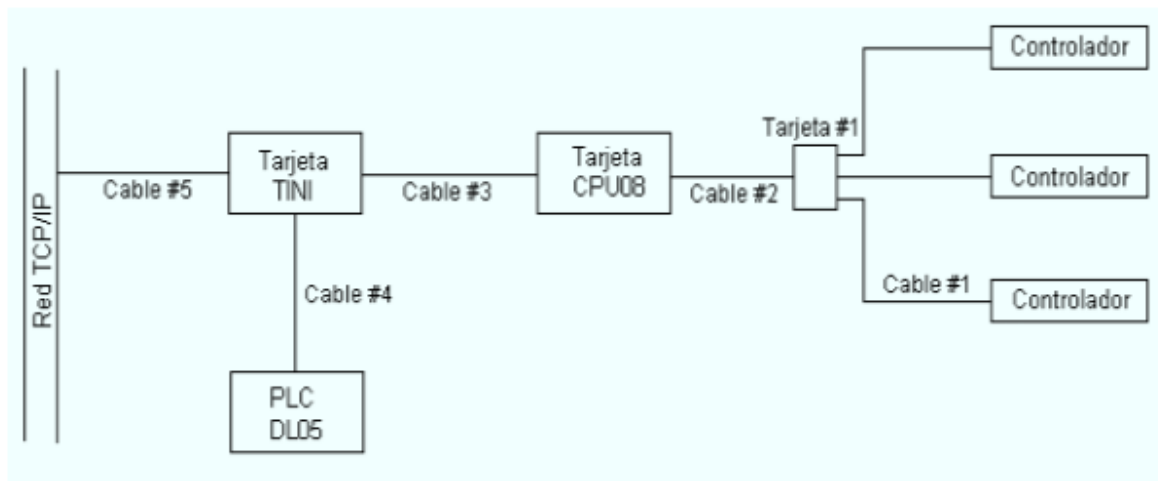 Controlador
Tarjeta #1
Tarjeta
TINI
Tarjeta
CPU08
Controlador
Cable #5
Cable #3
Cable #2
Red TCP/IP
Cable #4
Cable #1
Controlador
PLC
DL05